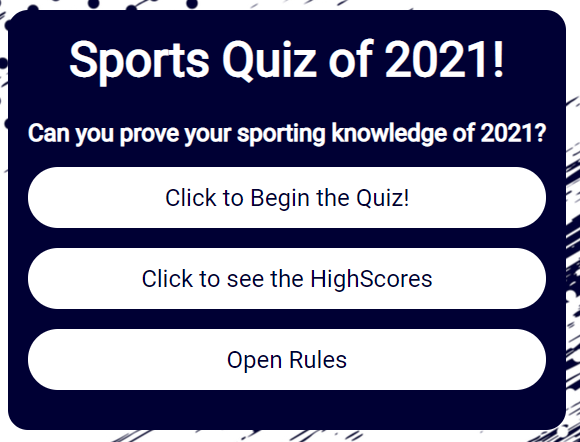 Sports Quiz of 2021!
Can you prove your sporting knowledge of 2021?
Click to Begin the Quiz!
Click to see the HighScores
Open Rules